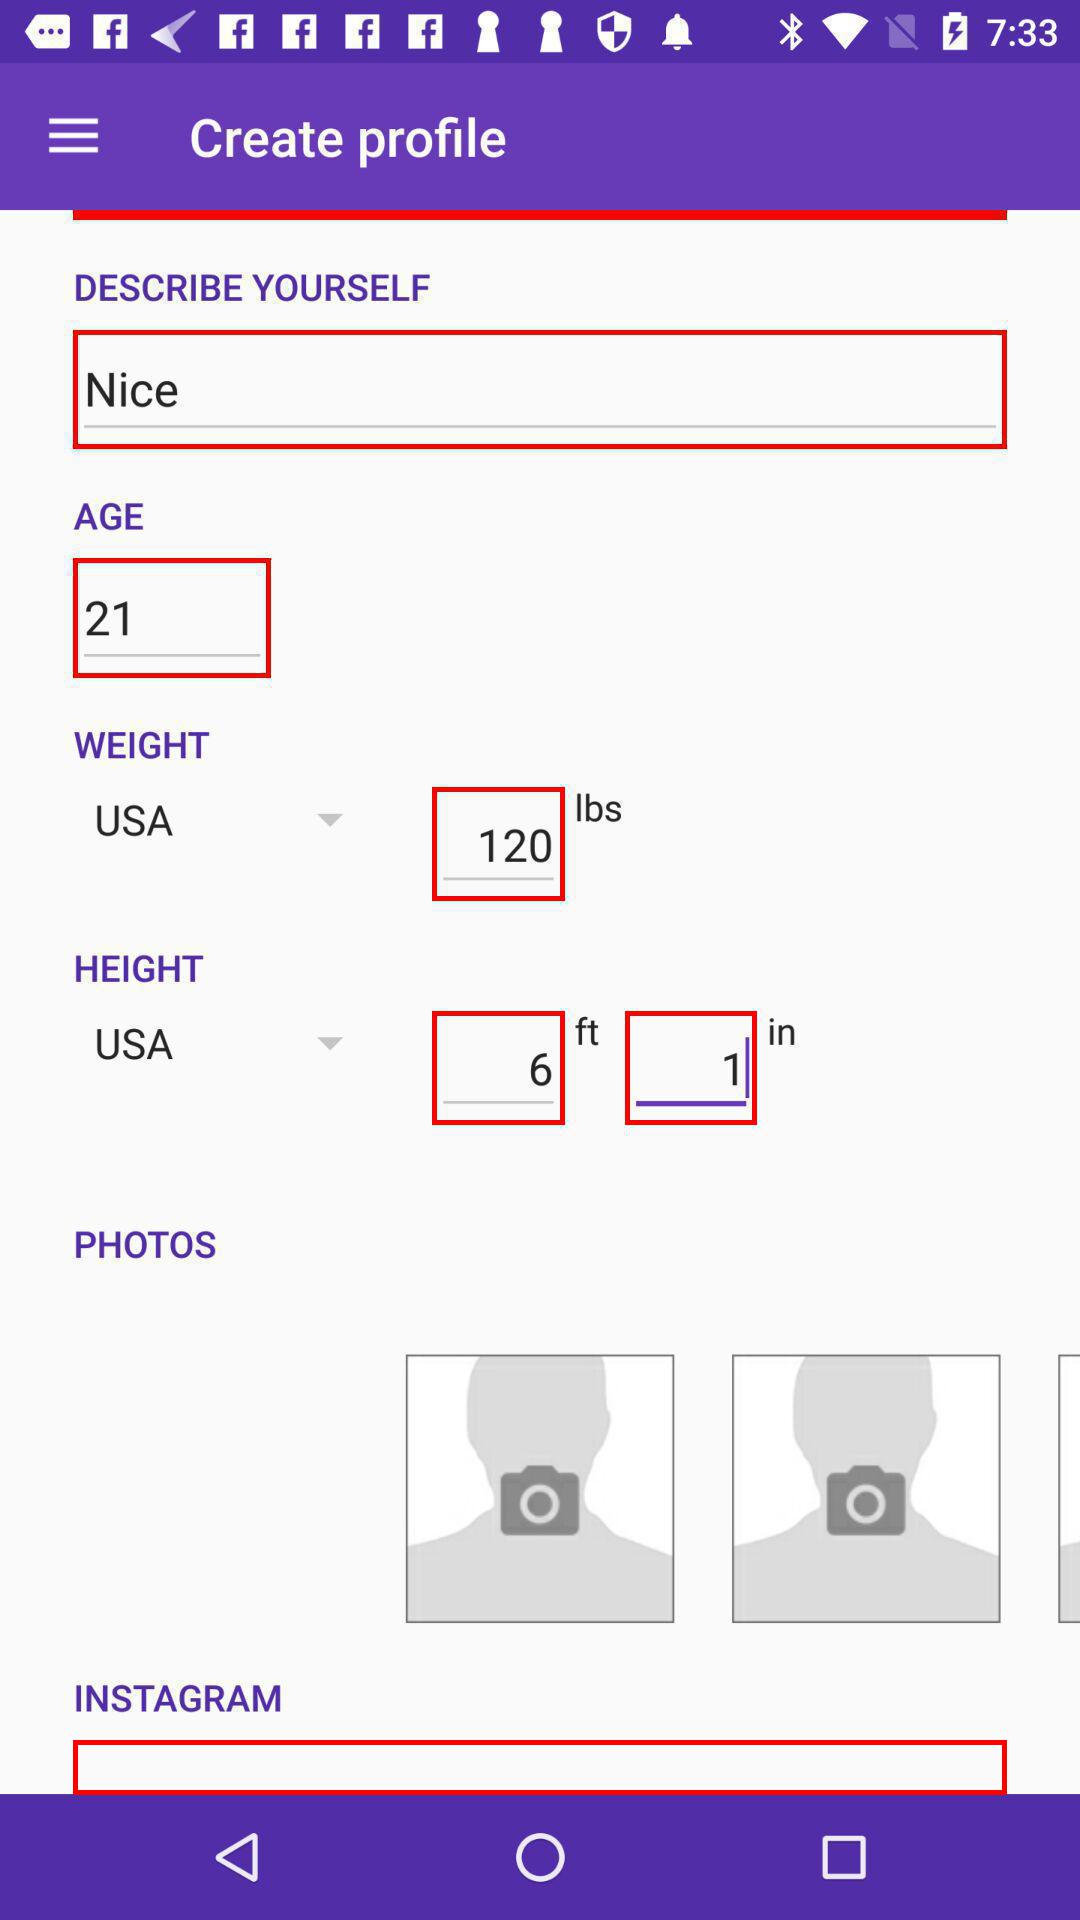 7:33
Create profile
DESCRIBE YOURSELF
Nice
AGE
21
WEIGHT
USA 120 lbs
HEIGHT
USA 6 ft 1 in
PHOTOS
INSTAGRAM